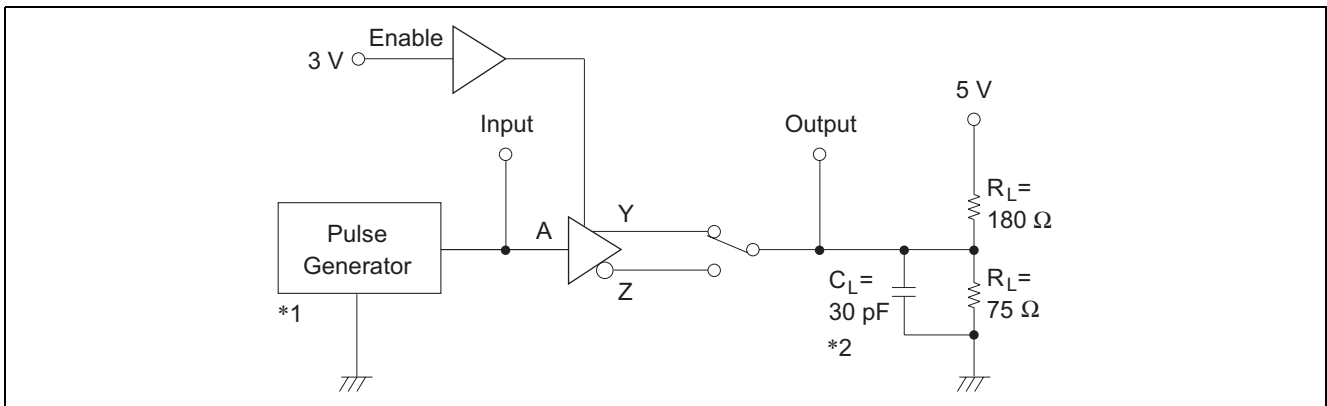 Enable
3 V
5 V
Input
Output
R_L=
180 Ω
A
Y
Pulse
Generator
Z
C_L=
30 pF
R_L=
75 Ω
*1
*2